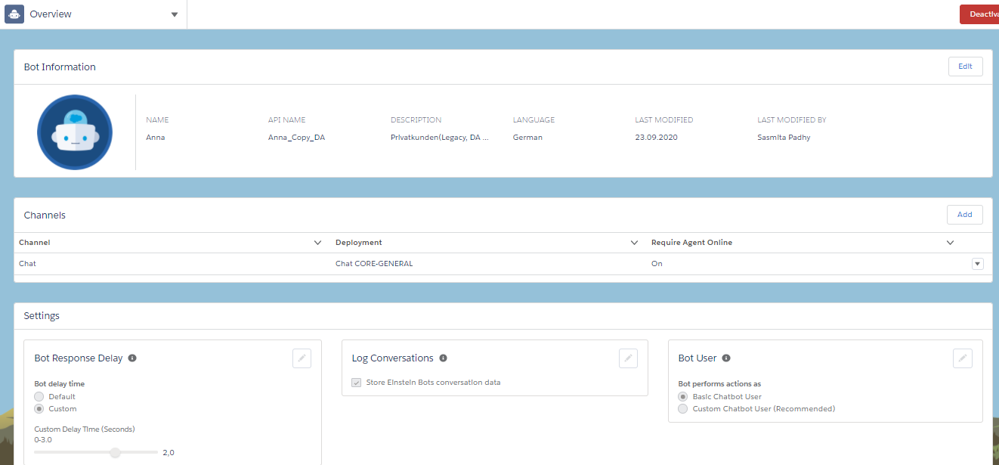 Overview
Deactiva
Bot Information
Edit
NAME API NAME DESCRIPTION LANGUAGE LAST MODIFIED LAST MODIFIED BY
Anna Anna_Copy_DA Privatkunden(Legacy, DA ... German 23.09.2020 Sasmita Padhy
Channels
Add
Channel Deployment Require Agent Online
Chat Chat CORE-GENERAL On
Settings
Bot Response Delay
Bot delay time
Default
Custom
Custom Delay Time (Seconds)
0-3.0
2,0
Log Conversations
Store Einstein Bots conversation data
Bot User
Bot performs actions as
Basic Chatbot User
Custom Chatbot User (Recommended)